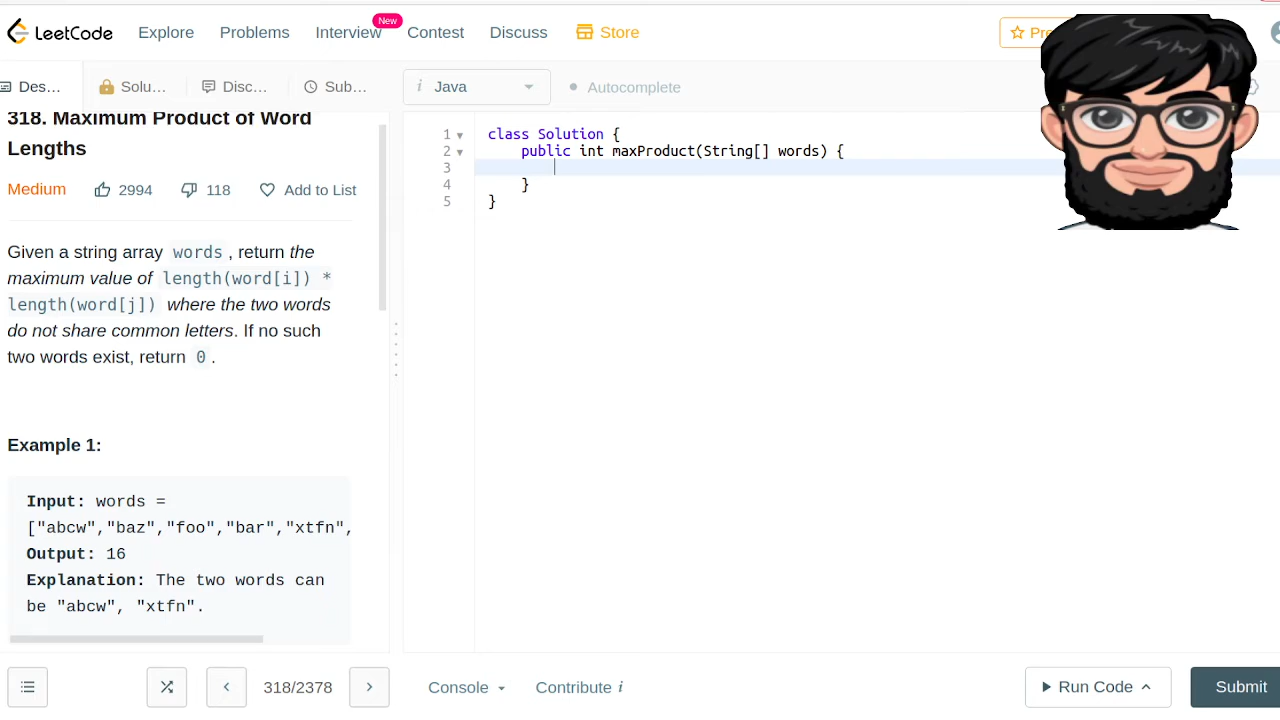 LeetCode Explore Problems Interview New Contest Discuss Store
Des... Solu... Disc... Sub... i Java Autocomplete
318. Maximum Product of Word
Lengths
Medium 2994 118 Add to List
Given a string array words , return the
maximum value of length(word[i]) *
length(word[j]) where the two words
do not share common letters. If no such
two words exist, return 0 .
Example 1:
Input: words =
["abcw","baz","foo","bar","xtfn",
Output: 16
Explanation: The two words can
be "abcw", "xtfn".
1 class Solution {
2 public int maxProduct(String[] words) {
3
4 }
5 }
318/2378 Console Contribute i Run Code Submit